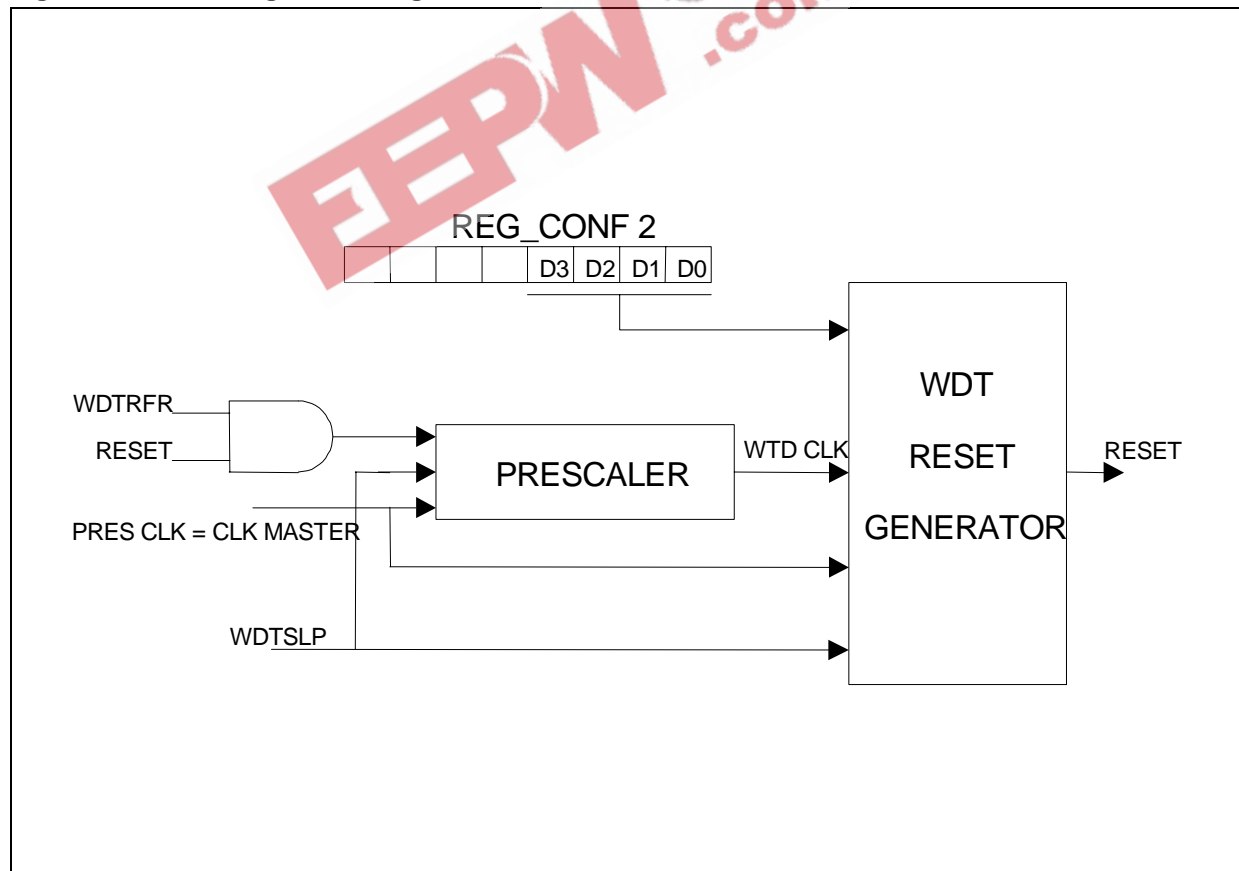 EEPW
.com
REG_CONF 2
D3 D2 D1 D0
WDTRFR
RESET
PRES CLK = CLK MASTER
WDTSLP
PRESCALER
WTD CLK
WDT
RESET
GENERATOR
RESET